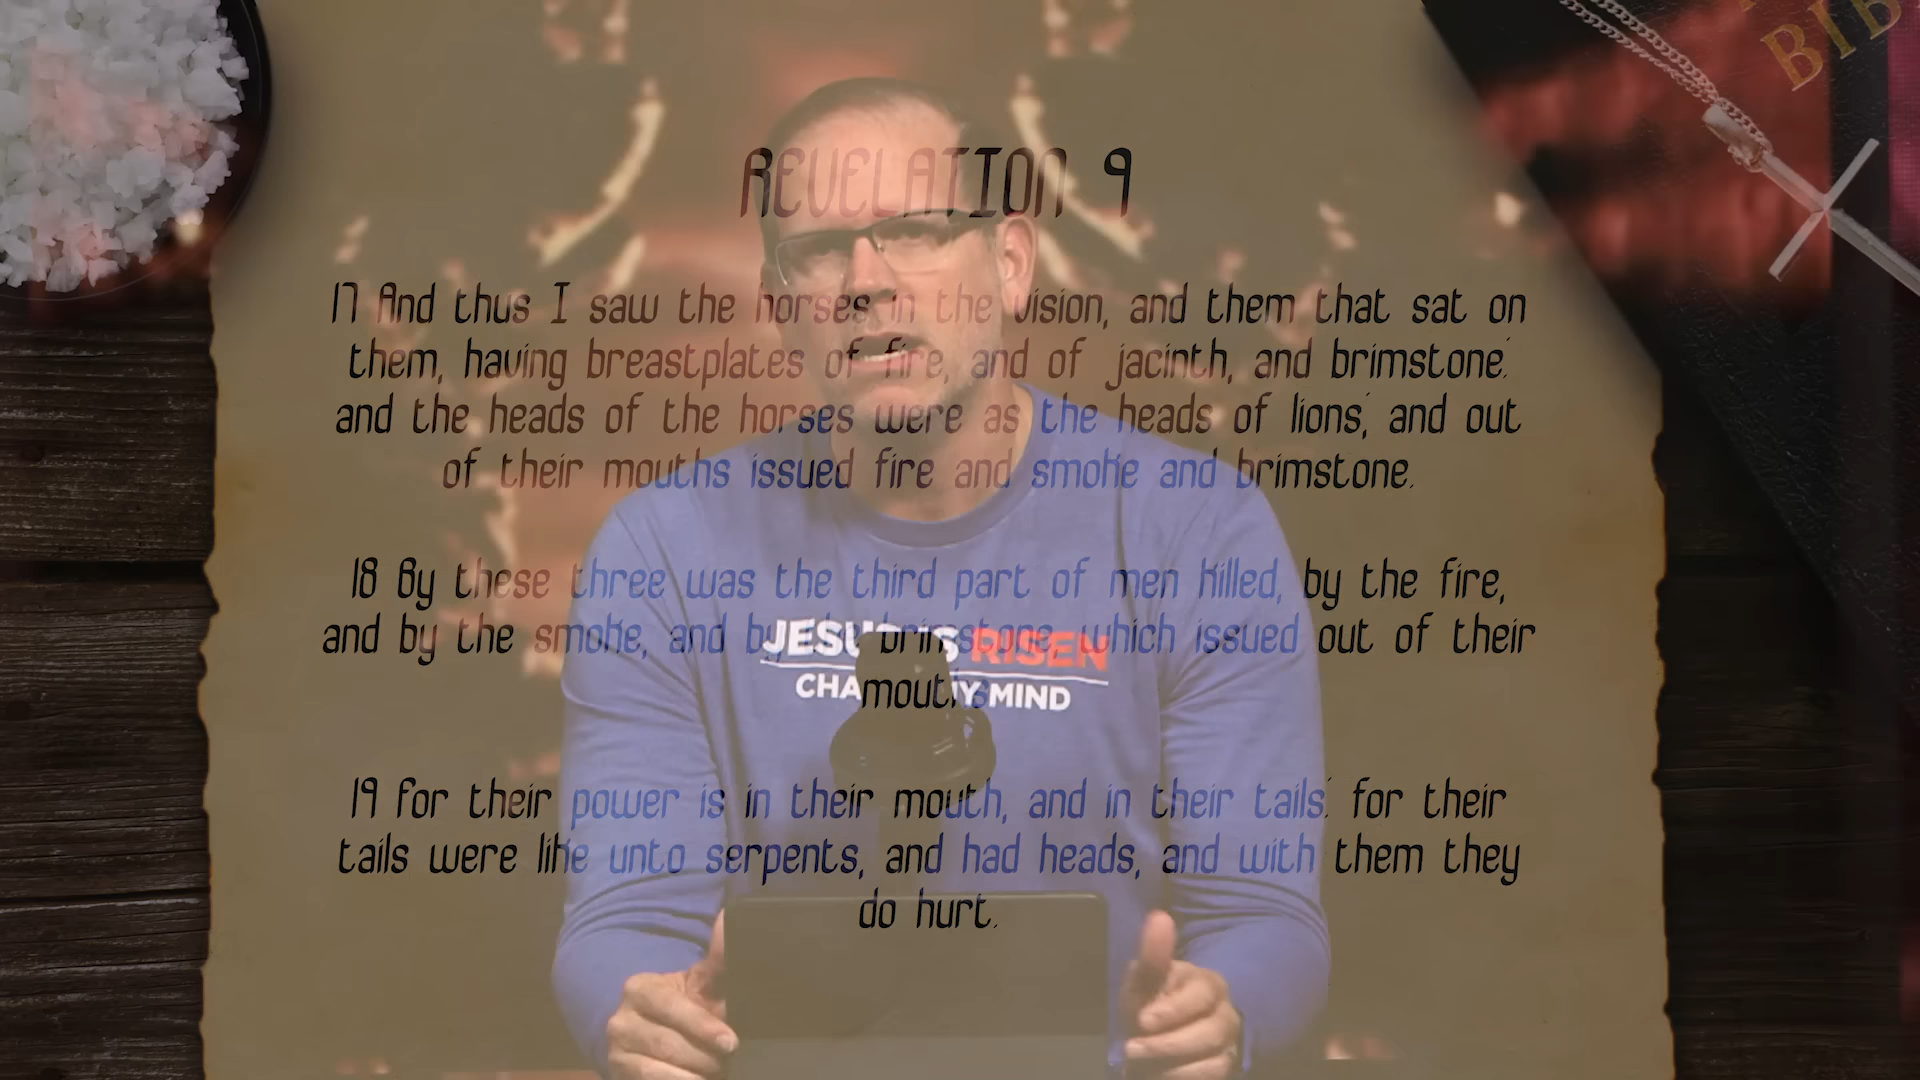 BIB
REVELATION 9
17 And thus I saw the horses in the vision, and them that sat on
them, having breastplates of fire, and of jacinth, and brimstone:
and the heads of the horses were as the heads of lions; and out
of their mouths issued fire and smoke and brimstone.
18 By these three was the third part of men killed, by the fire,
and by the smoke, and by the brimstone, which issued out of their
mouths
19 For their power is in their mouth, and in their tails: for their
tails were like unto serpents, and had heads, and with them they
do hurt.
JESUS IS RISEN
MIND